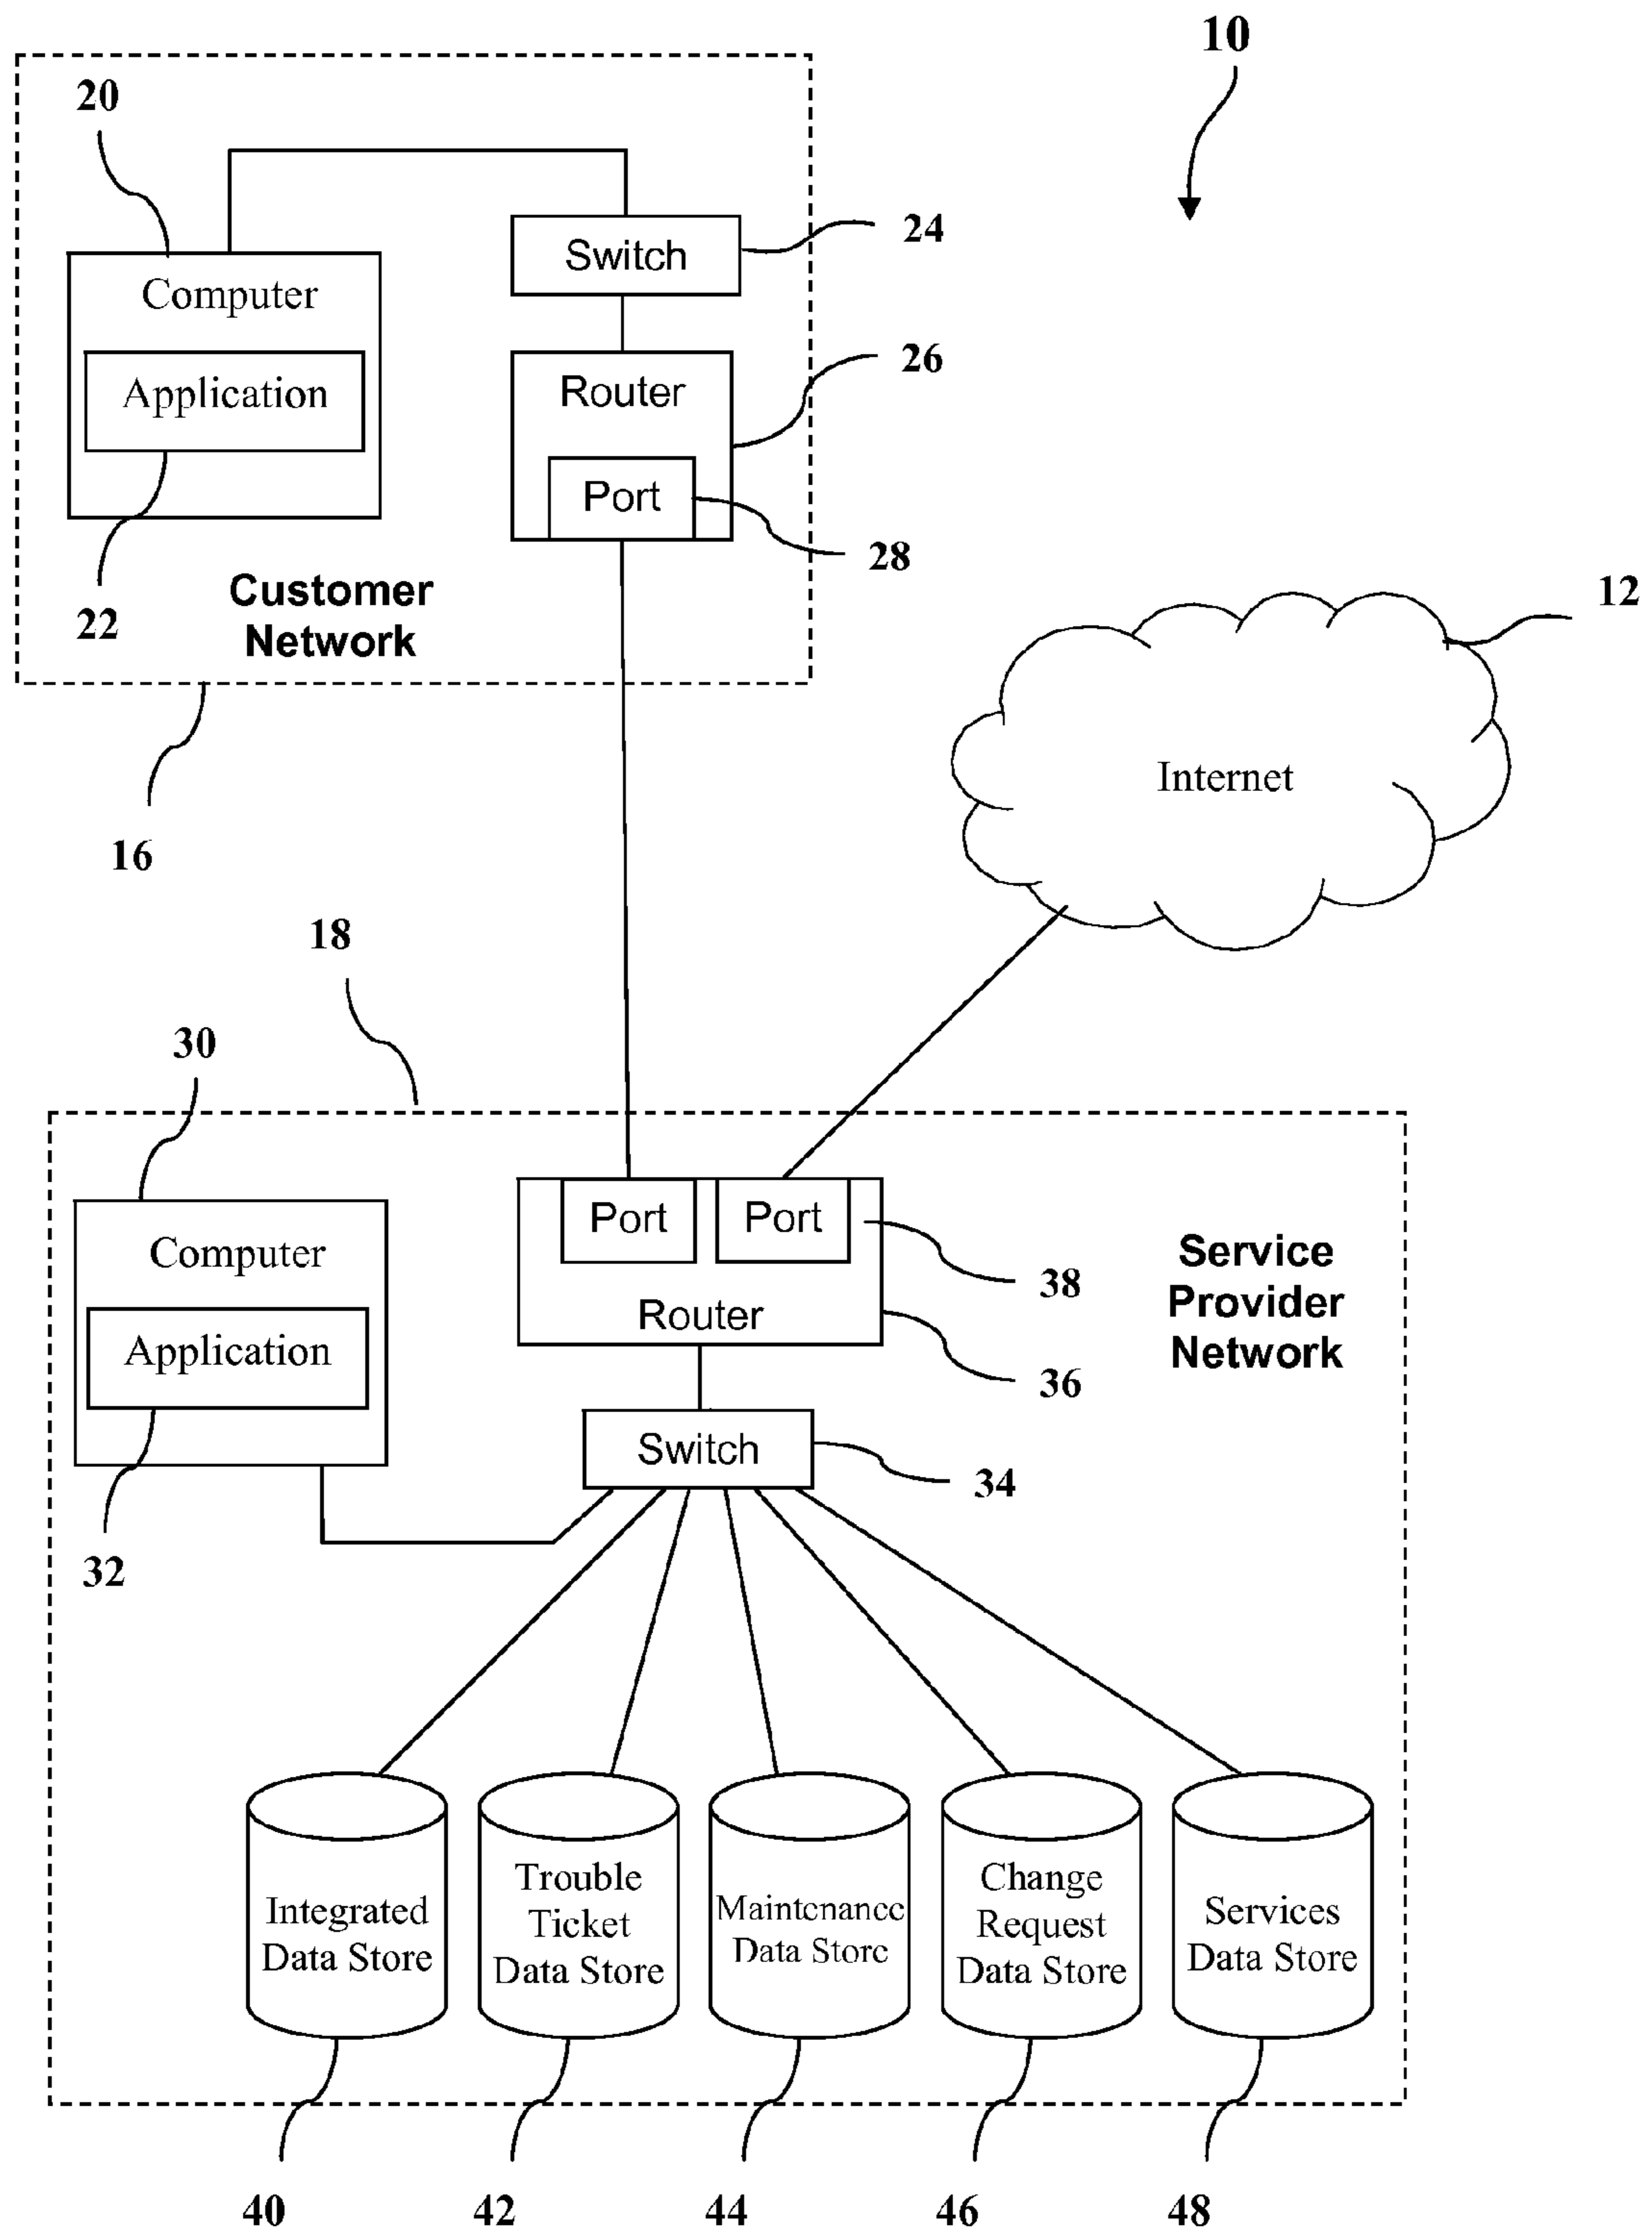 10
20
24
Switch
Computer
26
Router
Application
Port
28
12
Customer
Network
22
Internet
16
18
30
Port
Port
Service
Provider
Network
Computer
38
Router
Application
36
Switch
34
32
Integrated
Data Store
Trouble
Ticket
Data Store
Maintenance
Data Store
Change
Request
Data Store
Services
Data Store
40
42
44
46
48